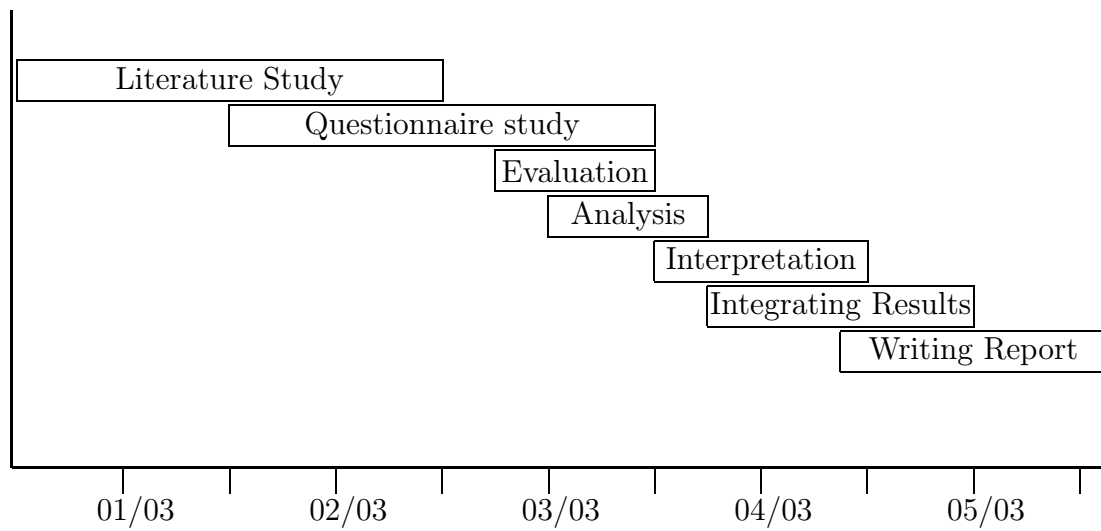 Literature Study
Questionnaire study
Evaluation
Analysis
Interpretation
Integrating Results
Writing Report
01/03 02/03 03/03 04/03 05/03